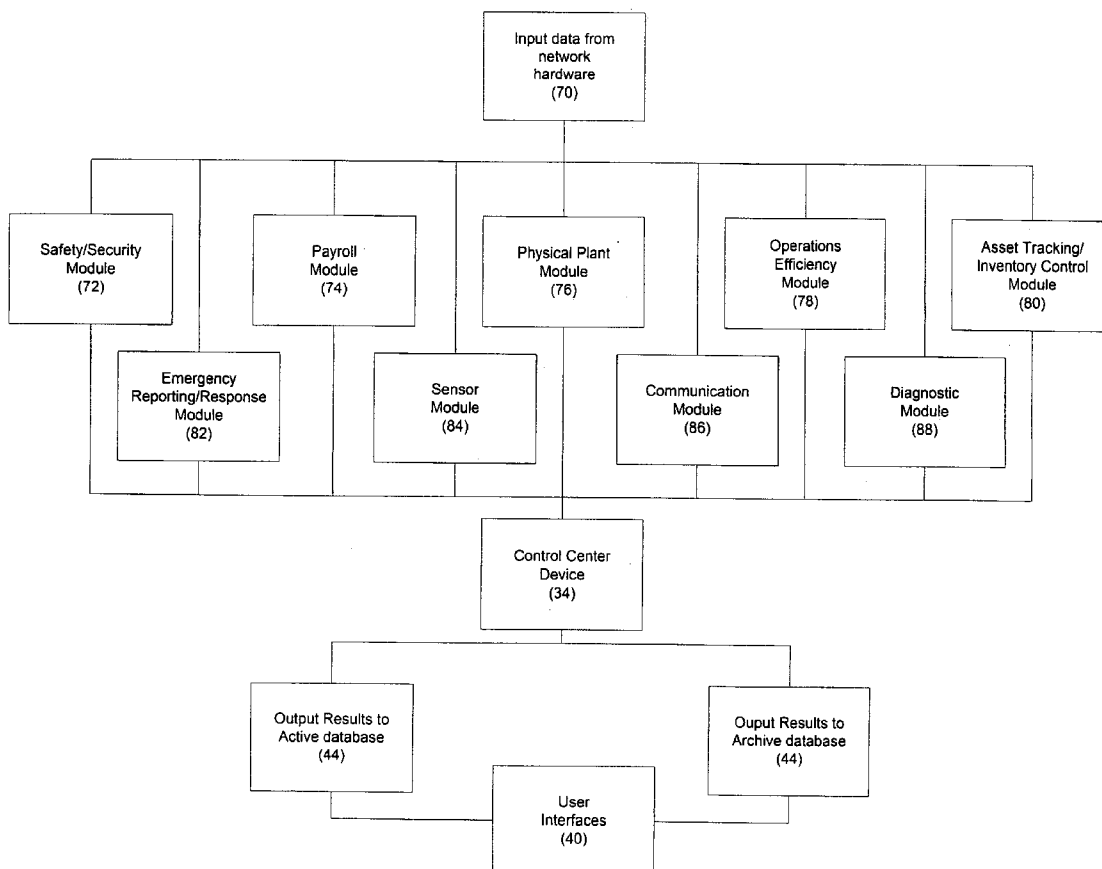 Input data from
network
hardware
(70)
Safety/Security
Module
(72)
Payroll
Module
(74)
Physical Plant
Module
(76)
Operations
Efficiency
Module
(78)
Asset Tracking/
Inventory Control
Module
(80)
Emergency
Reporting/Response
Module
(82)
Sensor
Module
(84)
Communication
Module
(86)
Diagnostic
Module
(88)
Control Center
Device
(34)
Output Results to
Active database
(44)
Ouput Results to
Archive database
(44)
User
Interfaces
(40)